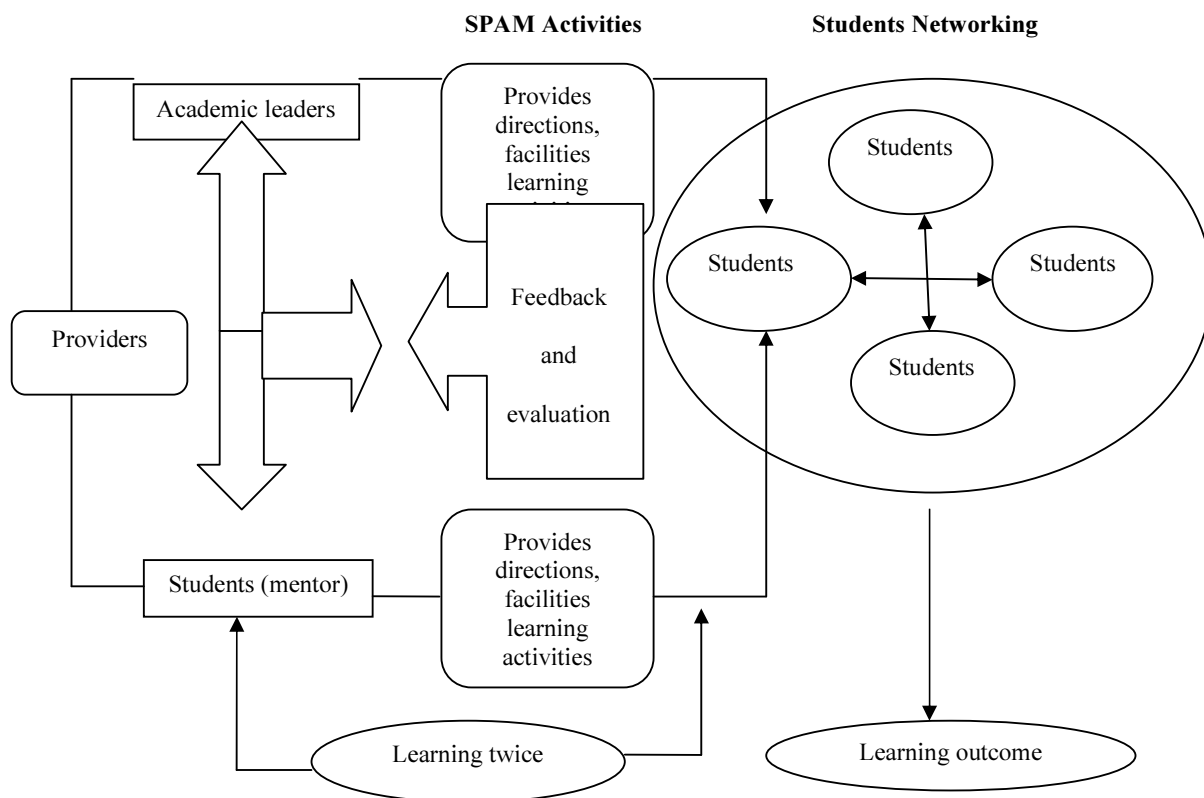 SPAM Activities
Students Networking
Academic leaders
Provides
directions,
facilities
learning
Students
Students
Students
Students
Feedback
and
evaluation
Providers
Students (mentor)
Provides
directions,
facilities
learning
activities
Learning twice
Learning outcome